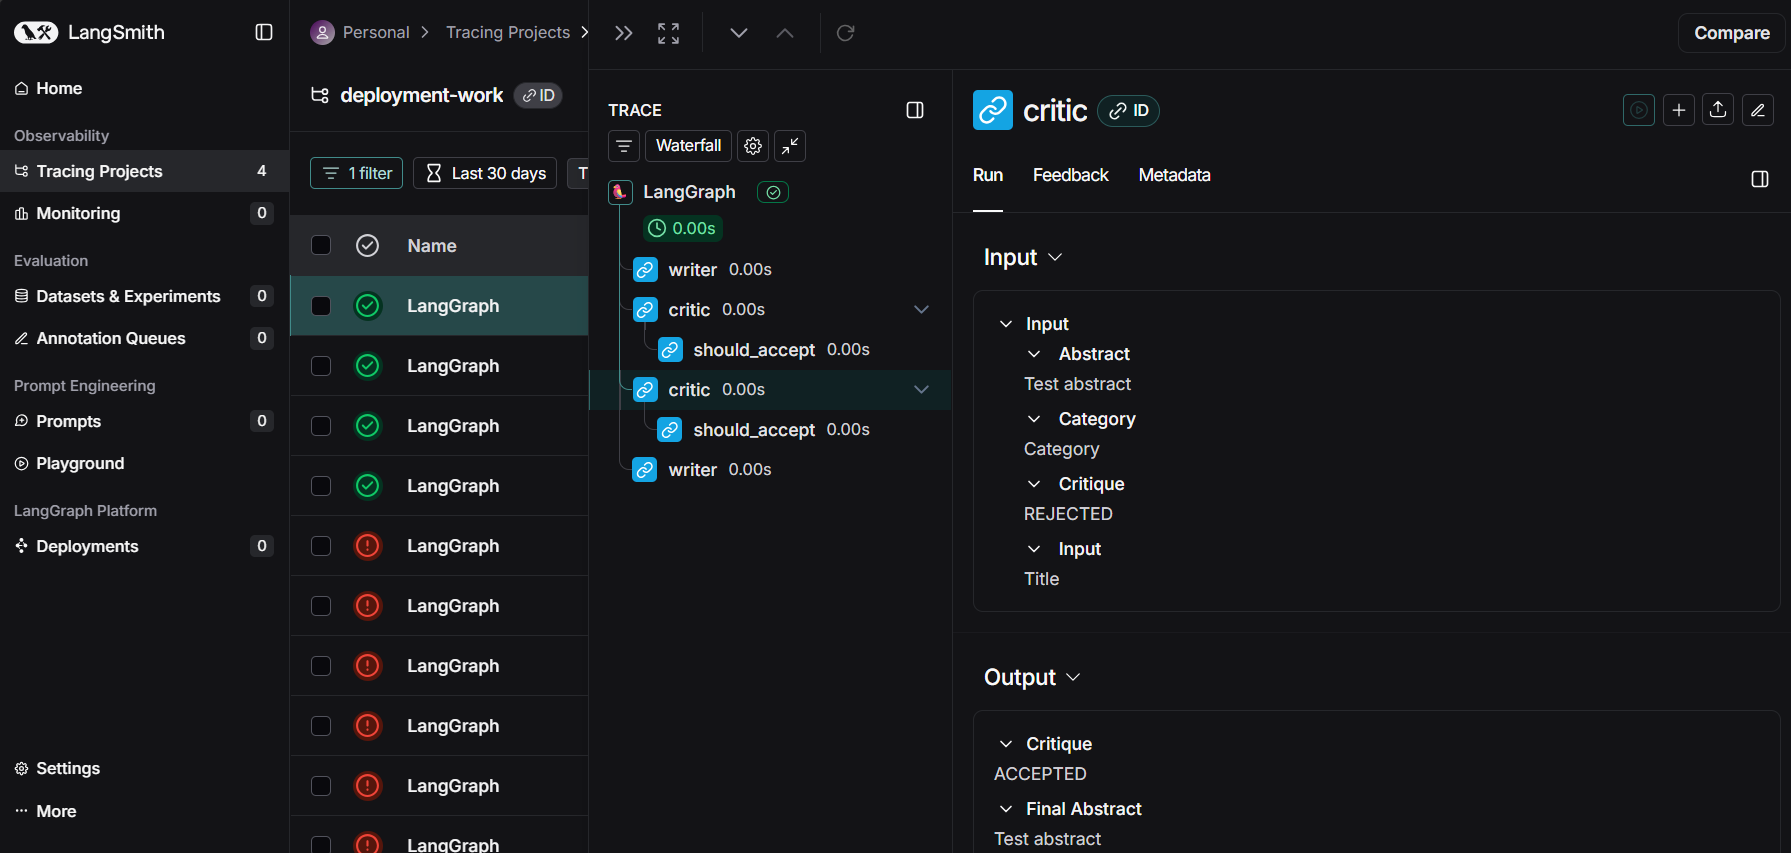 LangSmith
Home
Observability
Tracing Projects 4
Monitoring 0
Evaluation
Datasets & Experiments 0
Annotation Queues 0
Prompt Engineering
Prompts 0
Playground
LangGraph Platform
Deployments 0
Settings
More
Personal > Tracing Projects >
deployment-work ID
1 filter Last 30 days T
Name
LangGraph
LangGraph
LangGraph
LangGraph
LangGraph
LangGraph
LangGraph
LangGraph
LangGraph
LangGraph
TRACE
Waterfall
LangGraph
0.00s
writer 0.00s
critic 0.00s
should_accept 0.00s
critic 0.00s
should_accept 0.00s
writer 0.00s
Compare
critic ID
Run Feedback Metadata
Input
Input
Abstract
Test abstract
Category
Category
Critique
REJECTED
Input
Title
Output
Critique
ACCEPTED
Final Abstract
Test abstract